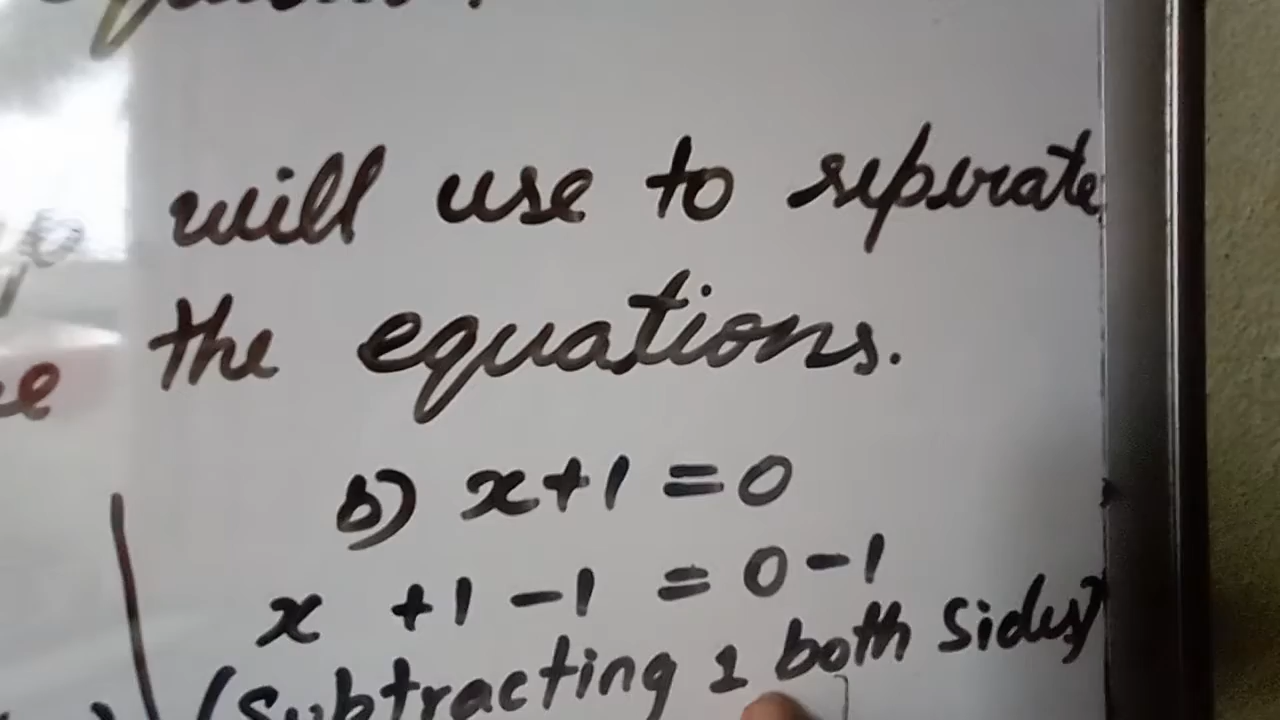 will use to seperate
the equations.
b) x+1=0
x +1 -1 = 0-1
(Subtracting 1 both sides)